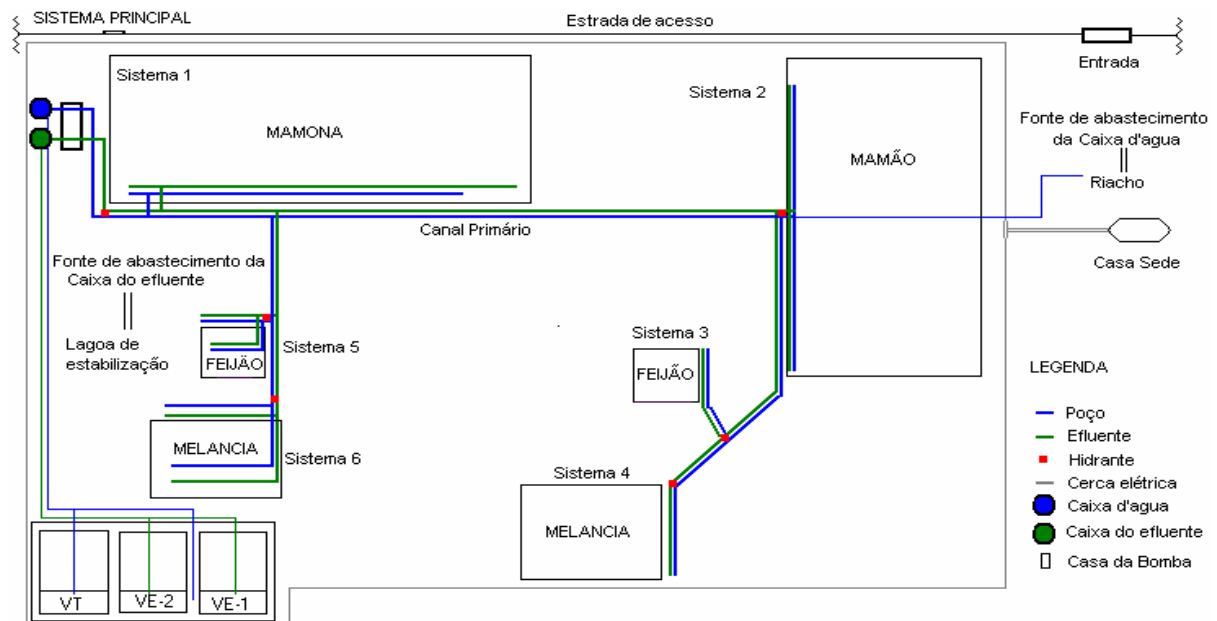 SISTEMA PRINCIPAL
Estrada de acesso
Entrada
Sistema 1
MAMONA
Sistema 2
MAMÃO
Fonte de abastecimento
da Caixa d'agua
Riacho
Canal Primário
Casa Sede
Fonte de abastecimento da
Caixa do efluente
Lagoa de
estabilização
Sistema 5
FEIJÃO
Sistema 3
FEIJÃO
MELANCIA
Sistema 6
Sistema 4
MELANCIA
VT
VE-2
VE-1
LEGENDA
Poço
Efluente
Hidrante
Cerca elétrica
Caixa d'agua
Caixa do efluente
Casa da Bomba